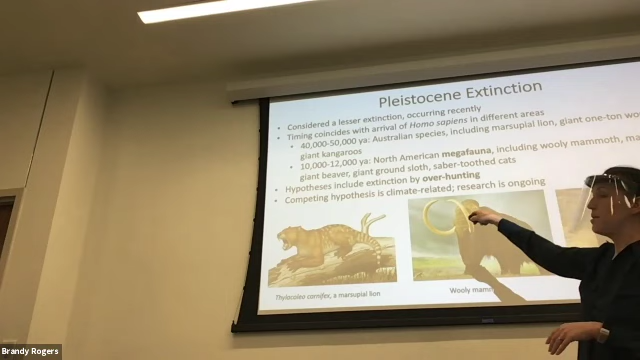 Pleistocene Extinction
• Considered a lesser extinction, occurring recently
• Timing coincides with arrival of Homo sapiens in different areas
• 40,000-50,000 ya: Australian species, including marsupial lion, giant one-ton
giant kangaroos
• 10,000-12,000 ya: North American megafauna, including wooly mammoth,
giant beaver, giant ground sloth, saber-toothed cats
• Hypotheses include extinction by over-hunting
• Competing hypothesis is climate-related; research is ongoing
Thylacoleo carnifex, a marsupial lion
Wooly
Brandy Rogers